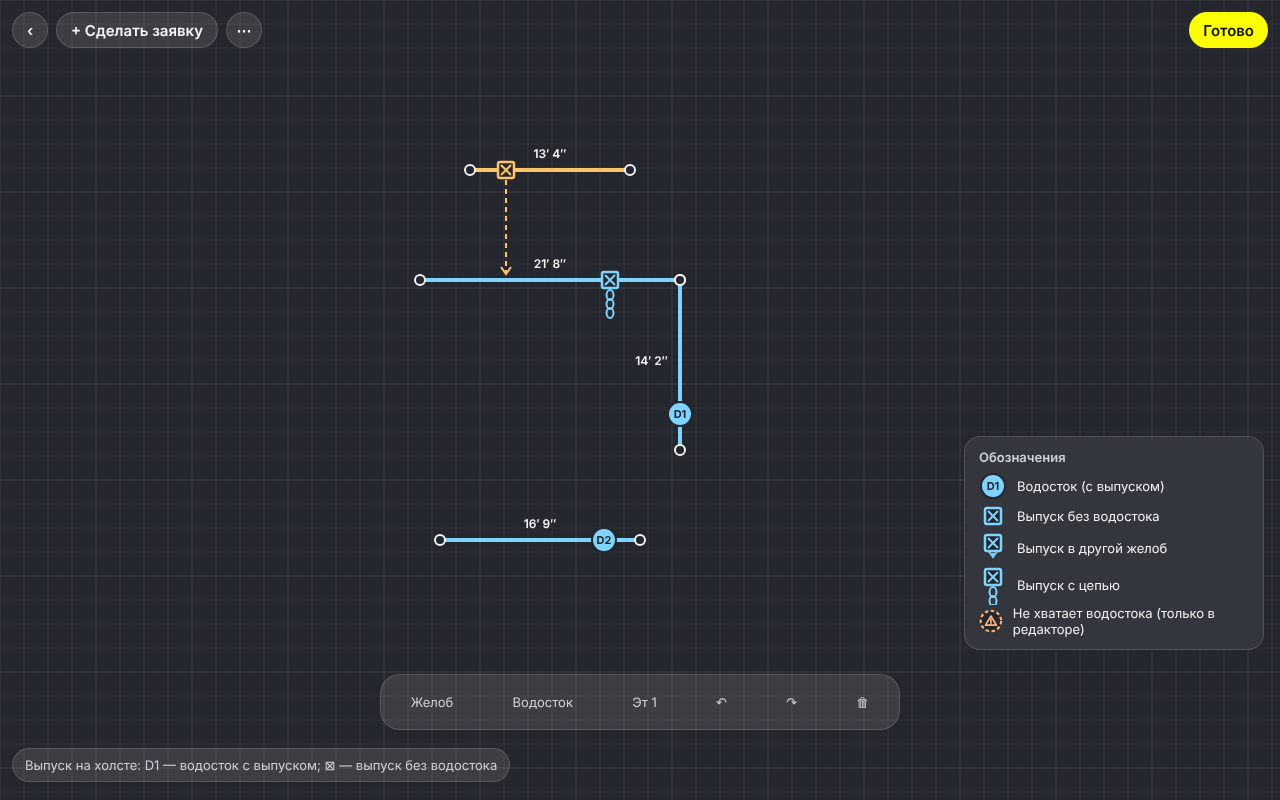 ‹
+ Сделать заявку
⋯
Готово
13′ 4″
21′ 8″
14′ 2″
D1
16′ 9″
D2
Обозначения
D1 Водосток (с выпуском)
Выпуск без водостока
Выпуск в другой желоб
Выпуск с цепью
Не хватает водостока (только в
редакторе)
Желоб Водосток Эт 1 ↶ ↷ 🗑
Выпуск на холсте: D1 — водосток с выпуском; ⊠ — выпуск без водостока